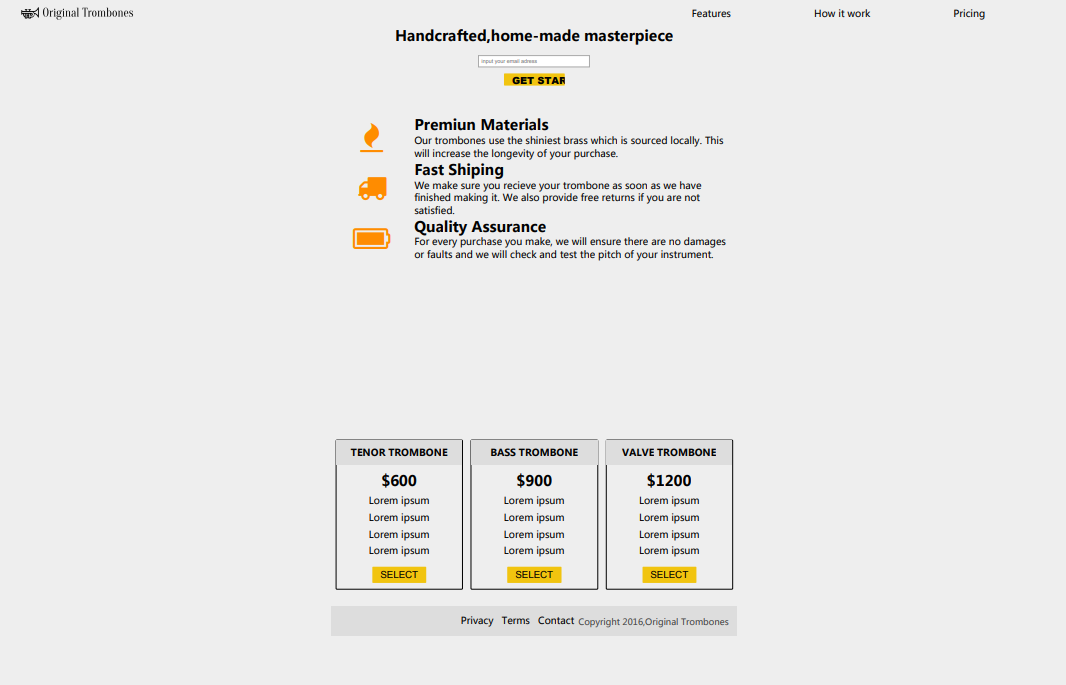 Original Trombones
Features
How it work
Pricing
Handcrafted,home-made masterpiece
input your email adress
GET STAR
Premiun Materials
Our trombones use the shiniest brass which is sourced locally. This
will increase the longevity of your purchase.
Fast Shiping
We make sure you recieve your trombone as soon as we have
finished making it. We also provide free returns if you are not
satisfied.
Quality Assurance
For every purchase you make, we will ensure there are no damages
or faults and we will check and test the pitch of your instrument.
TENOR TROMBONE
$600
Lorem ipsum
Lorem ipsum
Lorem ipsum
Lorem ipsum
SELECT
BASS TROMBONE
$900
Lorem ipsum
Lorem ipsum
Lorem ipsum
Lorem ipsum
SELECT
VALVE TROMBONE
$1200
Lorem ipsum
Lorem ipsum
Lorem ipsum
Lorem ipsum
SELECT
Privacy Terms Contact Copyright 2016,Original Trombones